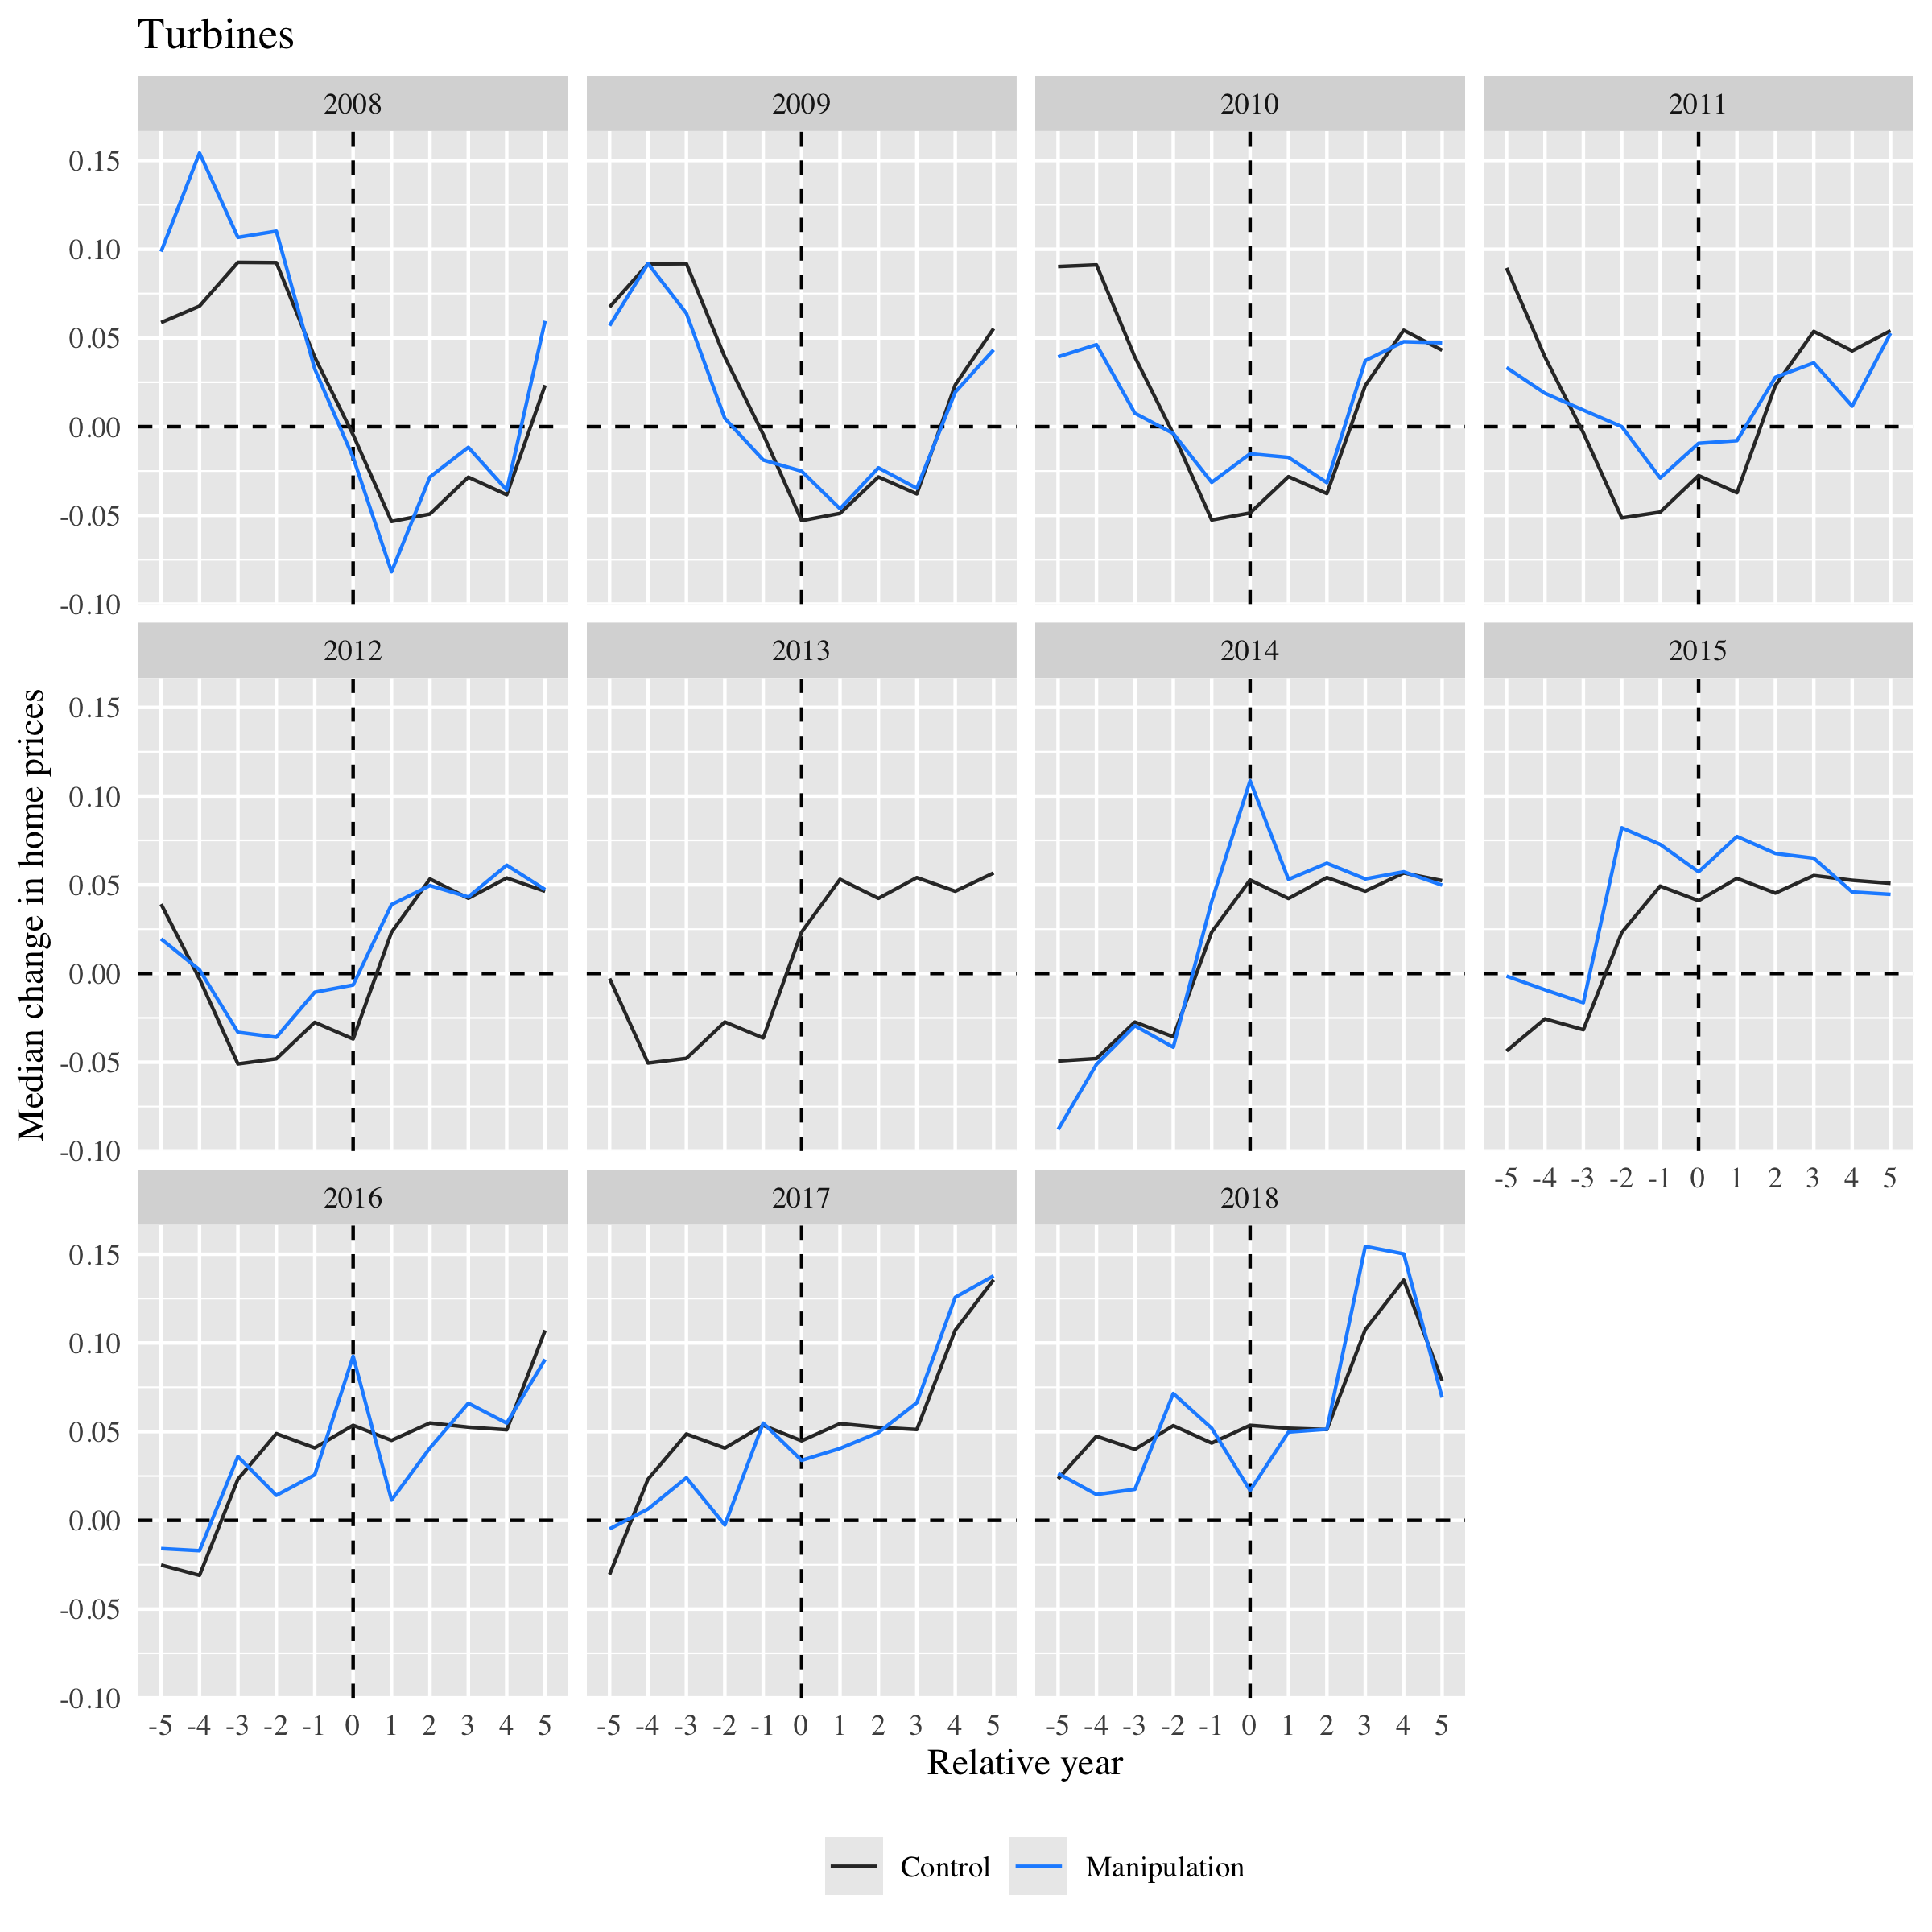 Turbines
2008 2009 2010 2011
0.15
0.10
0.05
0.00
-0.05
-0.10
2012 2013 2014 2015
0.15
0.10
0.05
0.00
-0.05
-0.10
-5 -4 -3 -2 -1 0 1 2 3 4 5
2016 2017 2018
0.15
0.10
0.05
0.00
-0.05
-0.10
-5 -4 -3 -2 -1 0 1 2 3 4 5 -5 -4 -3 -2 -1 0 1 2 3 4 5 -5 -4 -3 -2 -1 0 1 2 3 4 5
Median change in home prices
Relative year
Control Manipulation